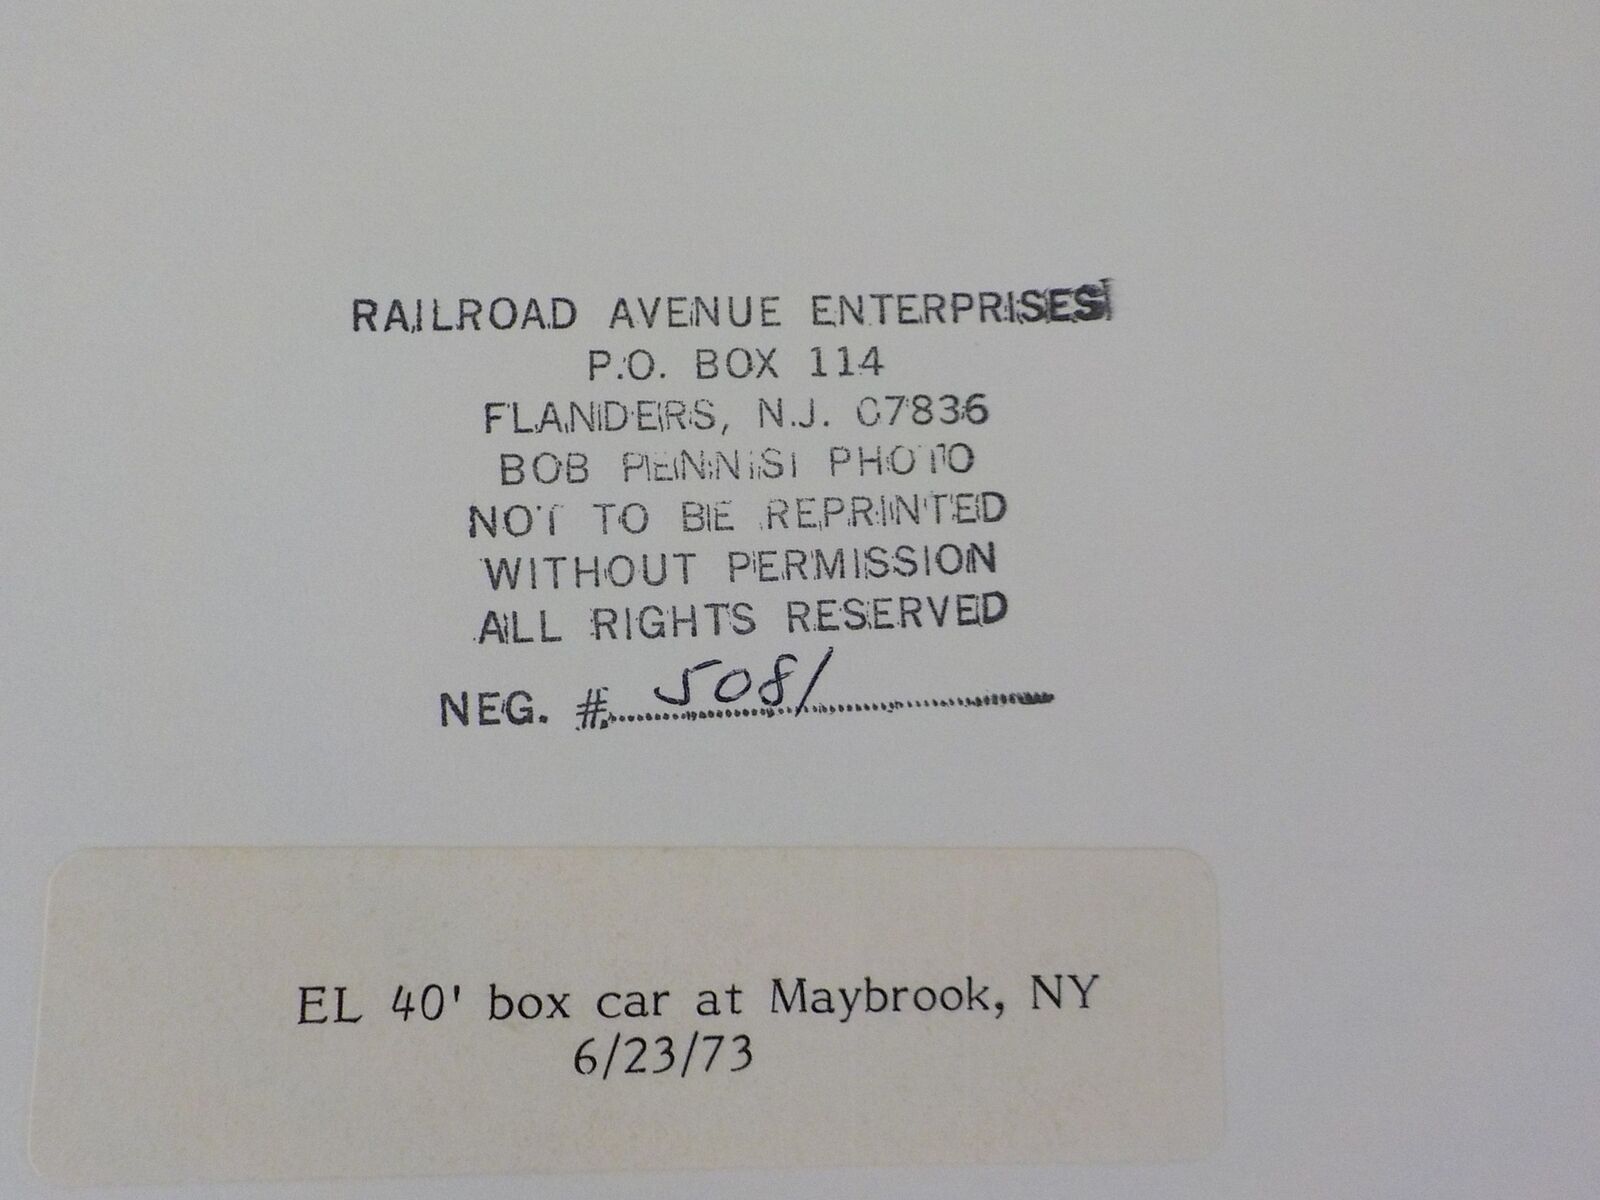 RAILROAD AVENUE ENTERPRISES
P.O. BOX 114
FLANDERS, N.J. 07836
BOB PENNISI PHOTO
NOT TO BE REPRINTED
WITHOUT PERMISSION
ALL RIGHTS RESERVED
NEG. # 5081
EL 40' box car at Maybrook, NY
6/23/73